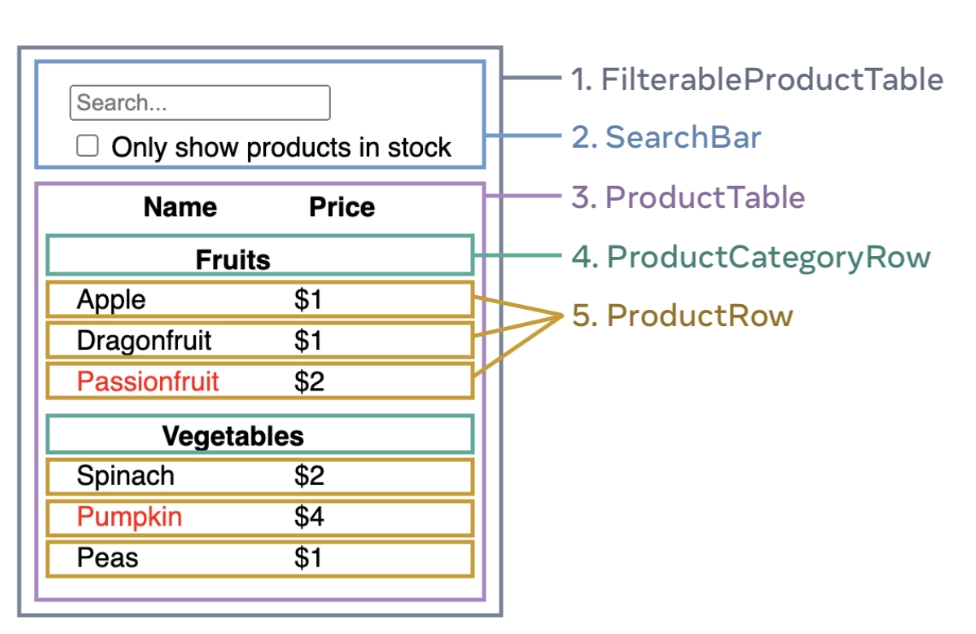 Search...
Only show products in stock
Name Price
Fruits
Apple $1
Dragonfruit $1
Passionfruit $2
Vegetables
Spinach $2
Pumpkin $4
Peas $1
1. FilterableProductTable
2. SearchBar
3. ProductTable
4. ProductCategoryRow
5. ProductRow